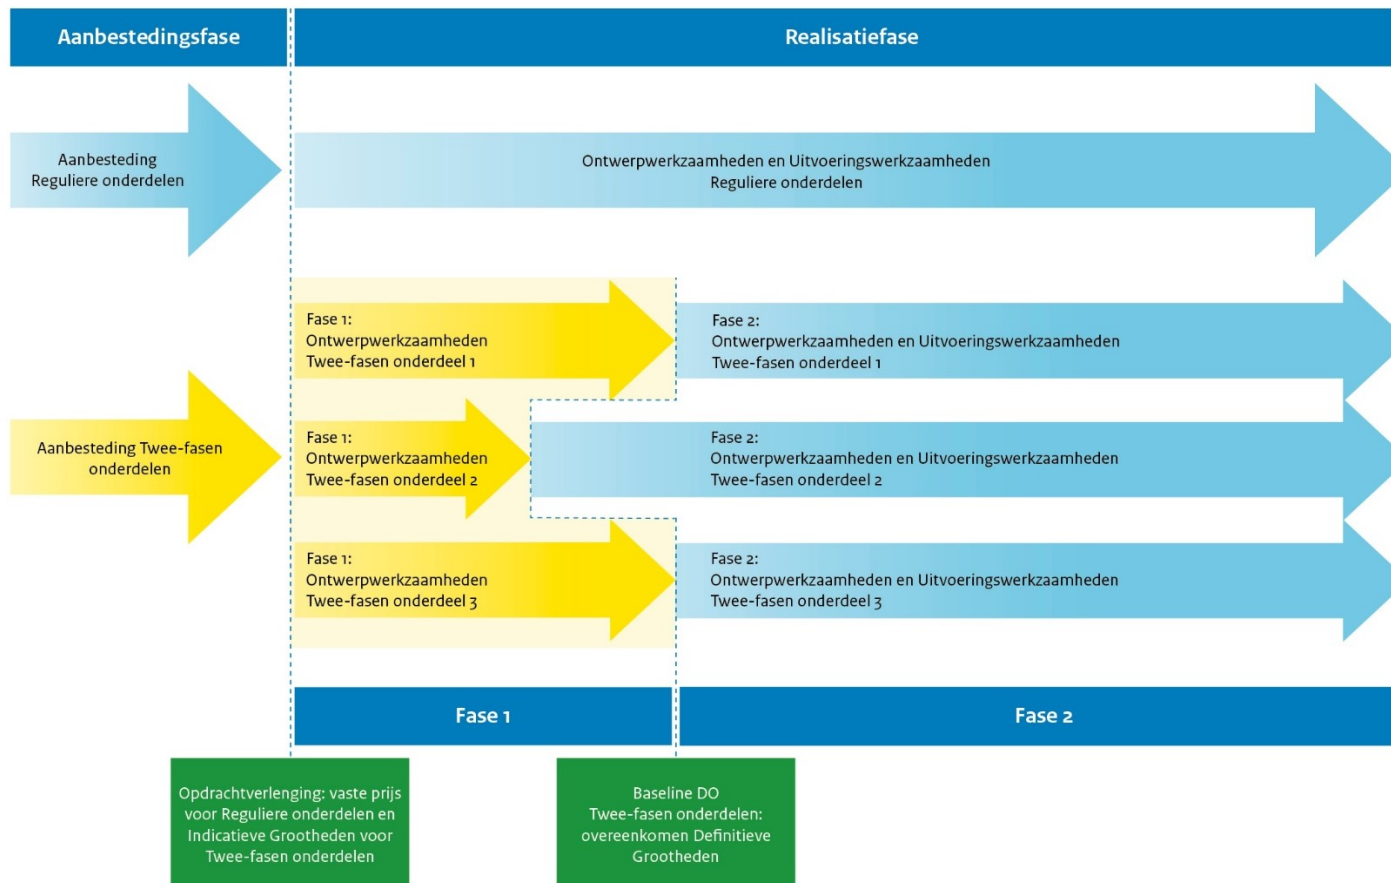 Aanbestedingsfase
Realisatiefase
Aanbesteding
Reguliere onderdelen
Ontwerpwerkzaamheden en Uitvoeringswerkzaamheden
Reguliere onderdelen
Fase 1:
Ontwerpwerkzaamheden
Twee-fasen onderdeel 1
Fase 2:
Ontwerpwerkzaamheden en Uitvoeringswerkzaamheden
Twee-fasen onderdeel 1
Aanbesteding Twee-fasen
onderdelen
Fase 1:
Ontwerpwerkzaamheden
Twee-fasen onderdeel 2
Fase 2:
Ontwerpwerkzaamheden en Uitvoeringswerkzaamheden
Twee-fasen onderdeel 2
Fase 1:
Ontwerpwerkzaamheden
Twee-fasen onderdeel 3
Fase 2:
Ontwerpwerkzaamheden en Uitvoeringswerkzaamheden
Twee-fasen onderdeel 3
Fase 1
Fase 2
Opdrachtverlenging: vaste prijs
voor Reguliere onderdelen en
Indicatieve Grootheden voor
Twee-fasen onderdelen
Baseline DO
Twee-fasen onderdelen:
overeenkomen Definitieve
Grootheden